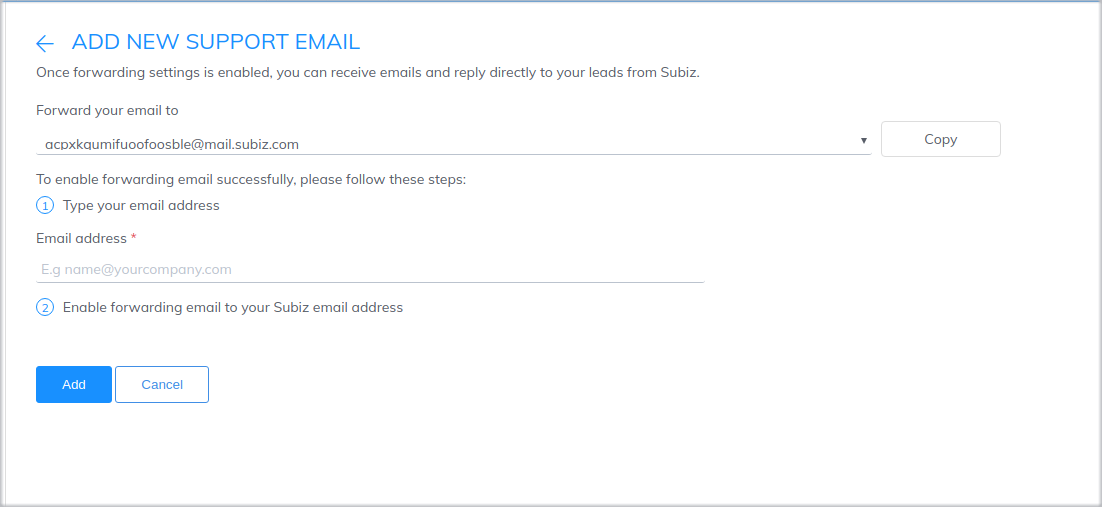 ADD NEW SUPPORT EMAIL
Once forwarding settings is enabled, you can receive emails and reply directly to your leads from Subiz.
Forward your email to
acpxkqumifuoofoosble@mail.subiz.com
Copy
To enable forwarding email successfully, please follow these steps:
1 Type your email address
Email address *
E.g name@yourcompany.com
2 Enable forwarding email to your Subiz email address
Add Cancel